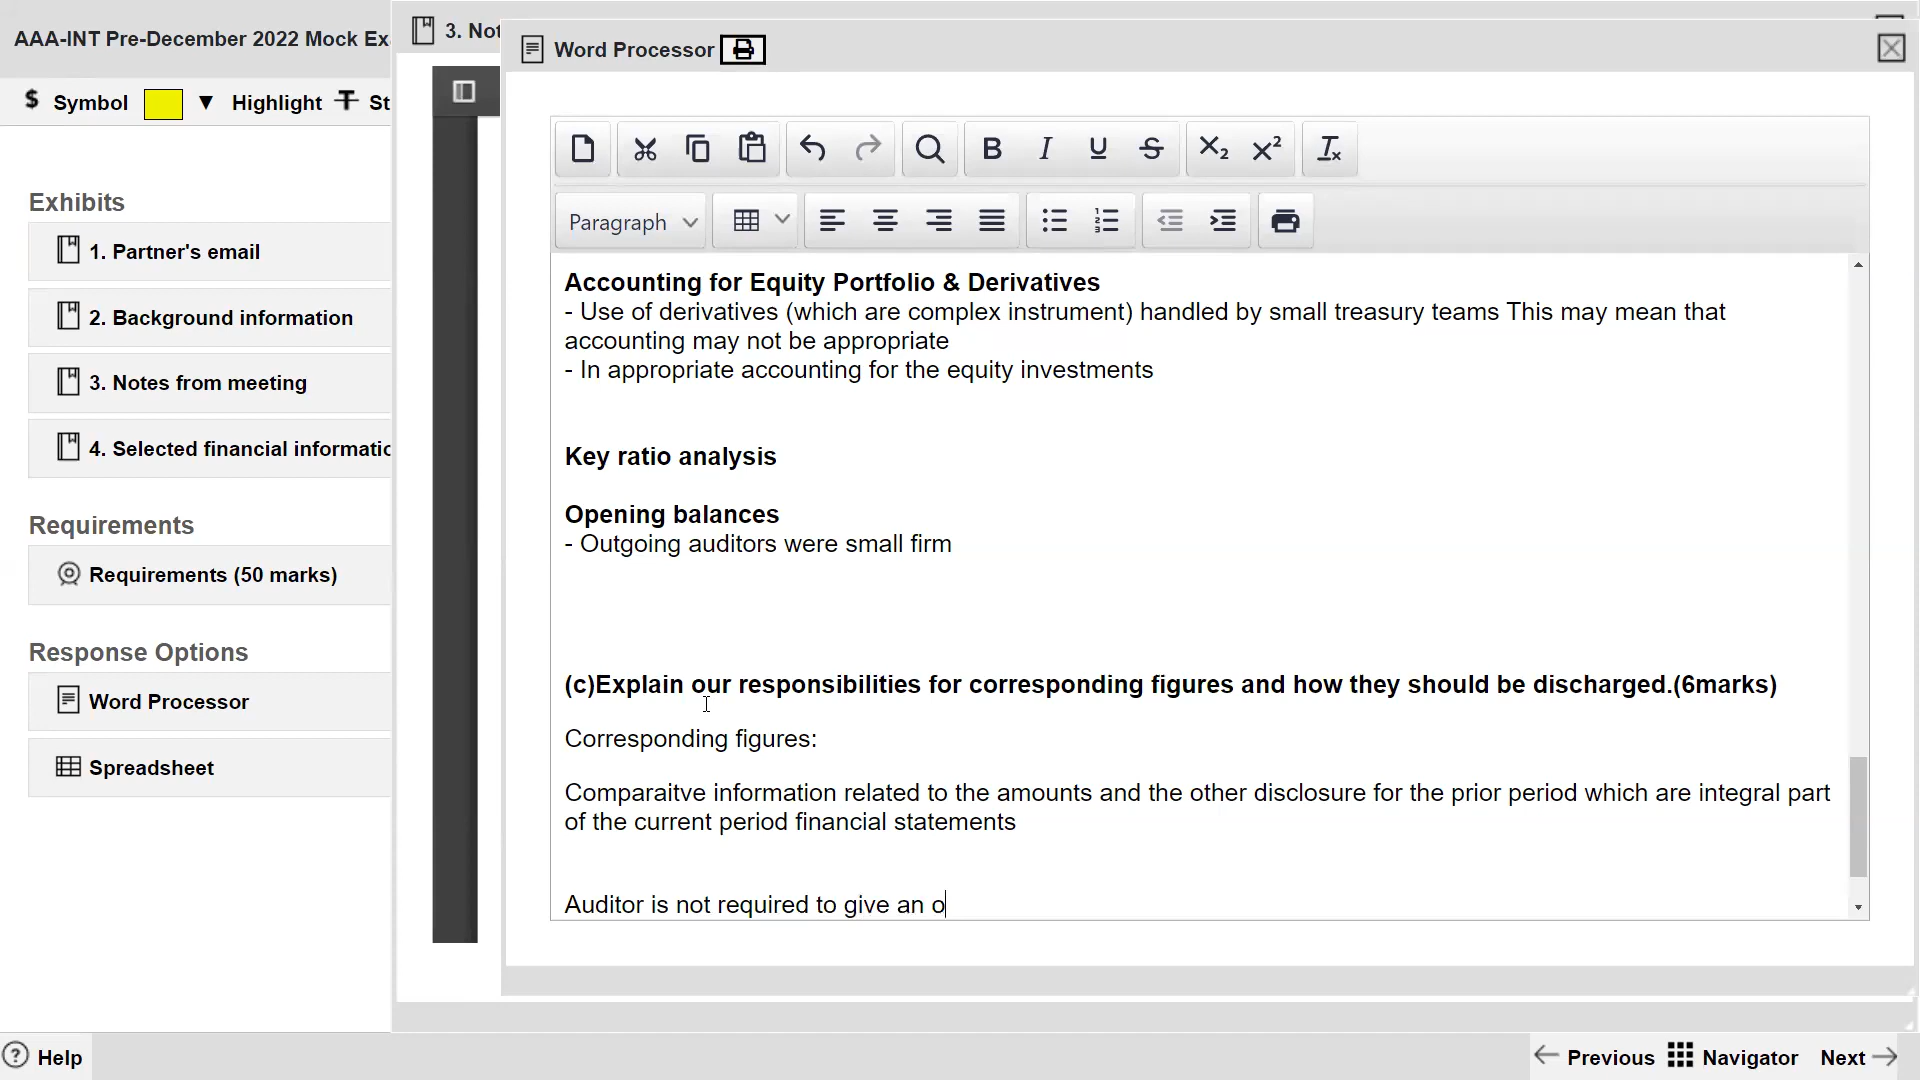 AAA-INT Pre-December 2022 Mock Ex
3. Not
Word Processor
$ Symbol
Highlight
St
Paragraph
Exhibits
1. Partner's email
2. Background information
3. Notes from meeting
4. Selected financial informatio
Requirements
Requirements (50 marks)
Response Options
Word Processor
Spreadsheet
Accounting for Equity Portfolio & Derivatives
- Use of derivatives (which are complex instrument) handled by small treasury teams This may mean that
accounting may not be appropriate
- In appropriate accounting for the equity investments
Key ratio analysis
Opening balances
- Outgoing auditors were small firm
(c)Explain our responsibilities for corresponding figures and how they should be discharged.(6marks)
Corresponding figures:
Comparaitve information related to the amounts and the other disclosure for the prior period which are integral part
of the current period financial statements
Auditor is not required to give an o
Help
Previous
Navigator
Next